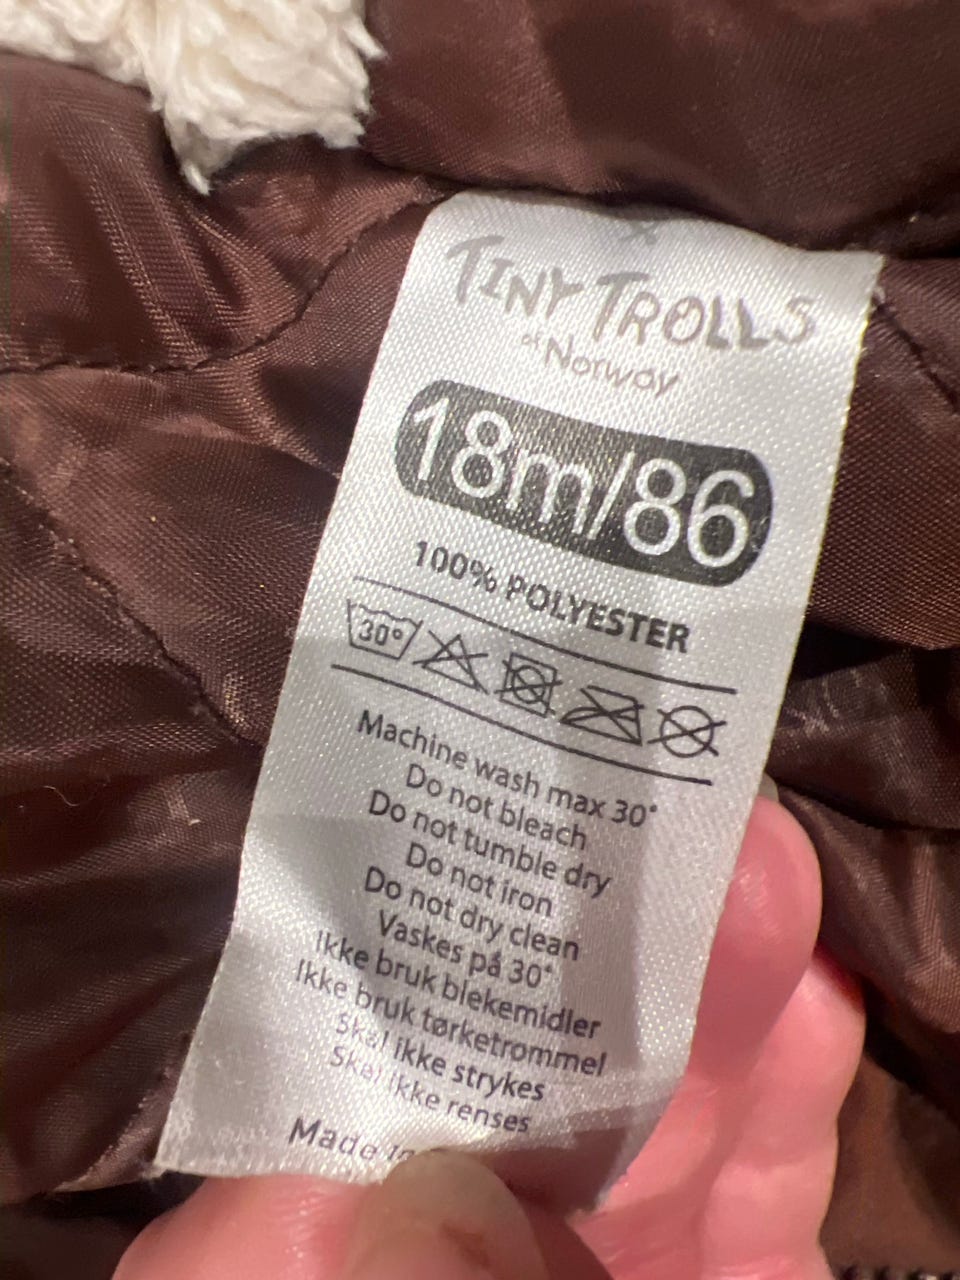 TINY TROLLS
of Norway
18m/86
100% POLYESTER
30°
Machine wash max 30°
Do not bleach
Do not tumble dry
Do not iron
Do not dry clean
Vaskes på 30°
Ikke bruk blekemidler
Ikke bruk tørketrommel
Skal ikke strykes
Skal ikke renses
Made in